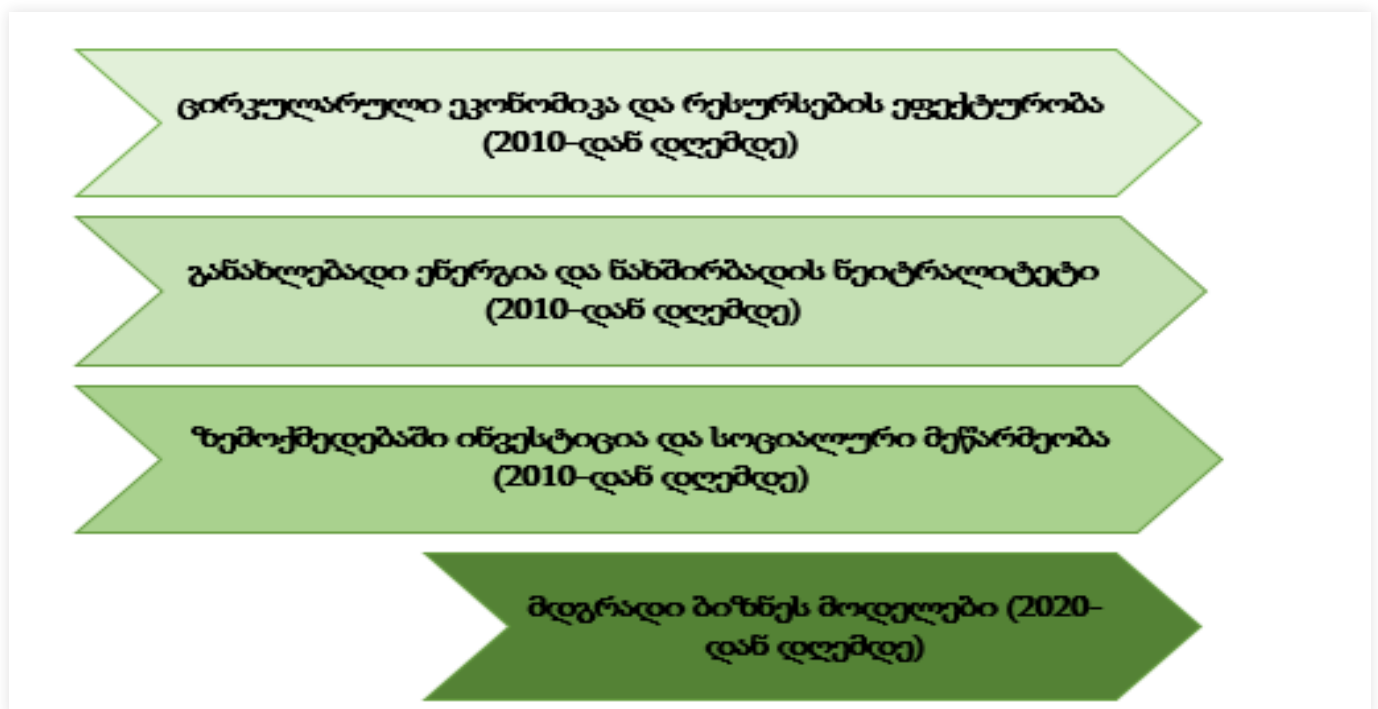 ცირკულარული ეკონომიკა და რესურსების ეფექტურობა
(2010-დან დღემდე)
განახლებადი ენერგია და ნახშირბადის ნეიტრალიტეტი
(2010-დან დღემდე)
ზემოქმედებაში ინვესტიცია და სოციალური მეწარმეობა
(2010-დან დღემდე)
მდგრადი ბიზნეს მოდელები (2020-
დან დღემდე)